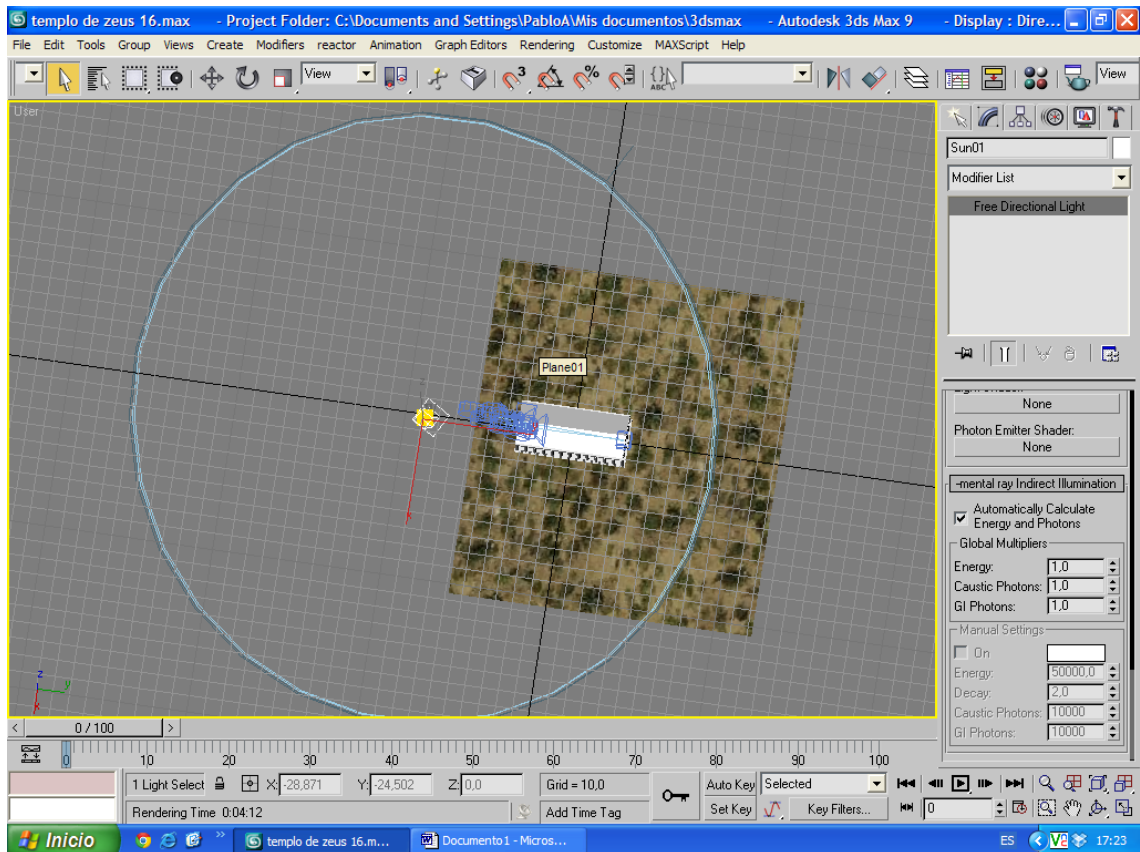 templo de zeus 16.max - Project Folder: C:\Documents and Settings\PabloA\Mis documentos\3dsmax - Autodesk 3ds Max 9 - Display : Dire...
File Edit Tools Group Views Create Modifiers reactor Animation Graph Editors Rendering Customize MAXScript Help
View
3
%
ABC
View
User
Sun01
Modifier List
Free Directional Light
Plane01
None
Photon Emitter Shader:
None
-mental ray Indirect Illumination
Automatically Calculate
Energy and Photons
Global Multipliers
Energy: 1,0
Caustic Photons: 1,0
GI Photons: 1,0
Manual Settings
On
Energy: 50000,0
Decay: 2,0
Caustic Photons: 10000
GI Photons: 10000
x
z
y
x
< 0 / 100 >
0 10 20 30 40 50 60 70 80 90 100
1 Light Select X: -28,871 Y: -24,502 Z: 0,0 Grid = 10,0 Auto Key Selected
Rendering Time 0:04:12 Add Time Tag Set Key Key Filters... 0
Inicio templo de zeus 16.m... Documento1 - Micros... ES 17:23